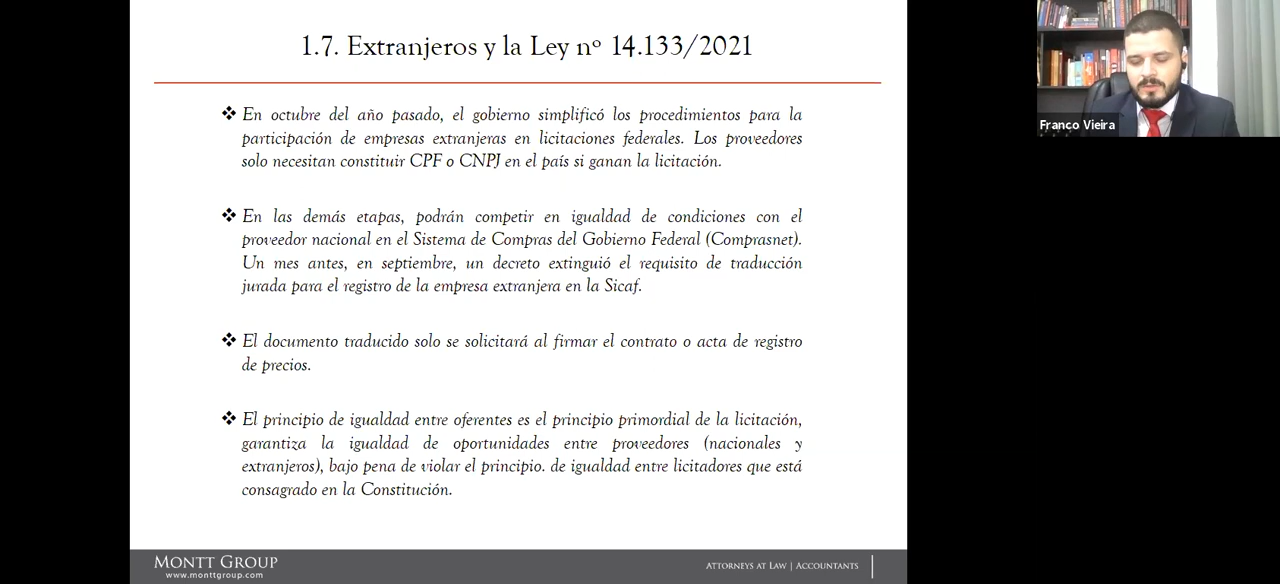 1.7. Extranjeros y la Ley nº 14.133/2021
❖ En octubre del año pasado, el gobierno simplificó los procedimientos para la
participación de empresas extranjeras en licitaciones federales. Los proveedores
solo necesitan constituir CPF o CNPJ en el país si ganan la licitación.
❖ En las demás etapas, podrán competir en igualdad de condiciones con el
proveedor nacional en el Sistema de Compras del Gobierno Federal (Comprasnet).
Un mes antes, en septiembre, un decreto extinguió el requisito de traducción
jurada para el registro de la empresa extranjera en la Sicaf.
❖ El documento traducido solo se solicitará al firmar el contrato o acta de registro
de precios.
❖ El principio de igualdad entre oferentes es el principio primordial de la licitación,
garantiza la igualdad de oportunidades entre proveedores (nacionales y
extranjeros), bajo pena de violar el principio. de igualdad entre licitadores que está
consagrado en la Constitución.
Montt Group
www.monttgroup.com
Attorneys at Law | Accountants
Franco Vieira